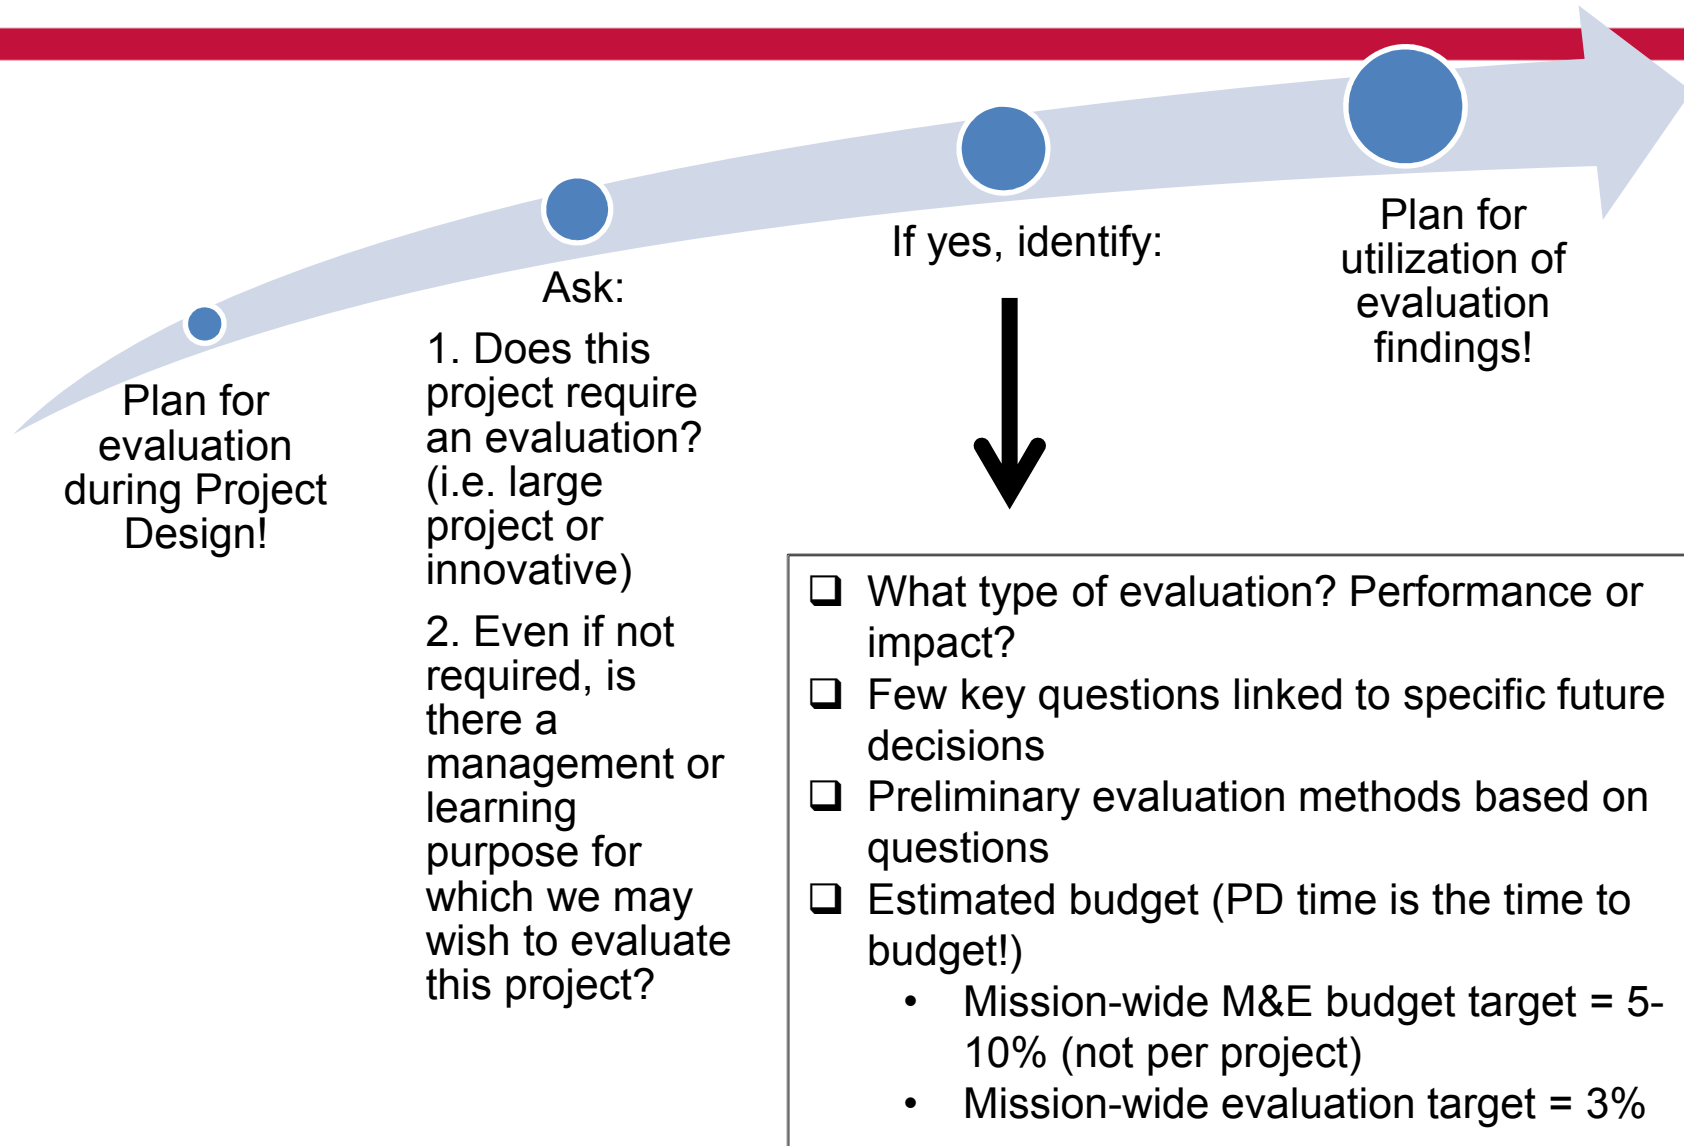 Plan for
evaluation
during Project
Design!
Ask:
1. Does this
project require
an evaluation?
(i.e. large
project or
innovative)
2. Even if not
required, is
there a
management or
learning
purpose for
which we may
wish to evaluate
this project?
If yes, identify:
❑ What type of evaluation? Performance or
impact?
❑ Few key questions linked to specific future
decisions
❑ Preliminary evaluation methods based on
questions
❑ Estimated budget (PD time is the time to
budget!)
• Mission-wide M&E budget target = 5-
10% (not per project)
• Mission-wide evaluation target = 3%
Plan for
utilization of
evaluation
findings!